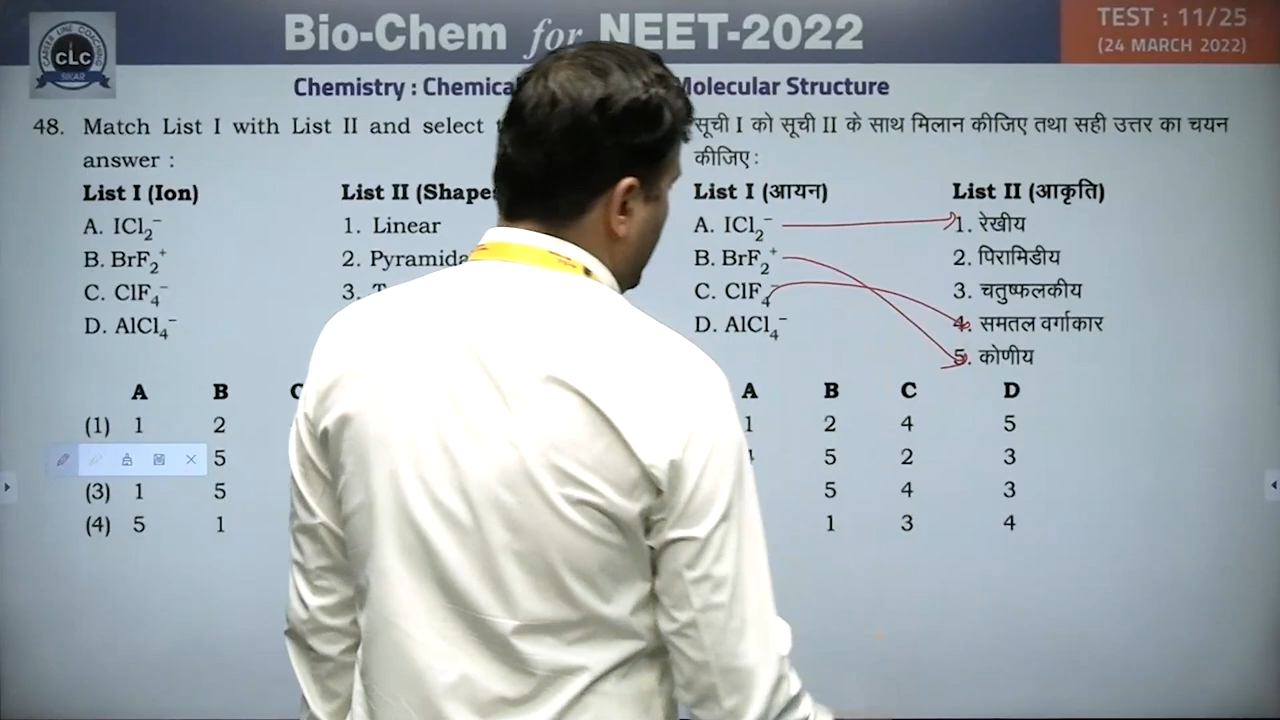 Bio-Chem for NEET-2022
TEST : 11/25
(24 MARCH 2022)
CAREER LINE COACHING
CLC
SIKAR
Chemistry : Molecular Structure
48. Match List I with List II and select
answer :
List I (Ion) List II
A. ICl₂⁻ 1. Linear
B. BrF₂⁺ 2.
C. ClF₄⁻ 3.
D. AlCl₄⁻
A B
(1) 1 2
5
(3) 1 5
(4) 5 1
सूची I को सूची II के साथ मिलान कीजिए तथा सही उत्तर का चयन
कीजिए :
List I (आयन) List II (आकृति)
A. ICl₂⁻ 1. रेखीय
B. BrF₂⁺ 2. पिरामिडीय
C. ClF₄⁻ 3. चतुष्फलकीय
D. AlCl₄⁻ 4. समतल वर्गाकार
5. कोणीय
A B C D
1 2 4 5
5 2 3
5 4 3
1 3 4